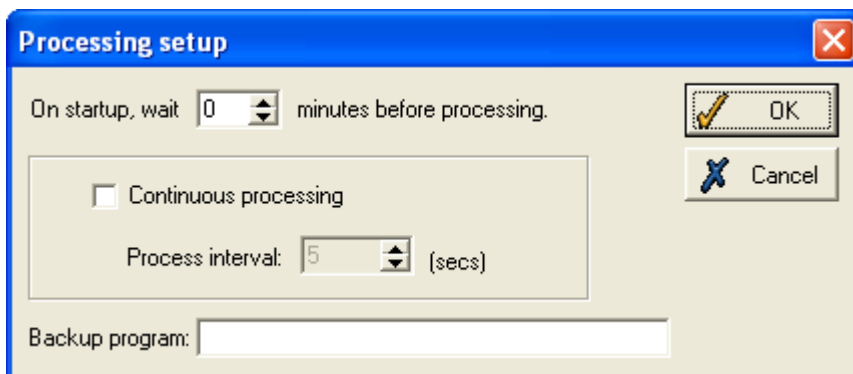 Processing setup
On startup, wait 0 minutes before processing.
OK
Cancel
Continuous processing
Process interval: 5 (secs)
Backup program: